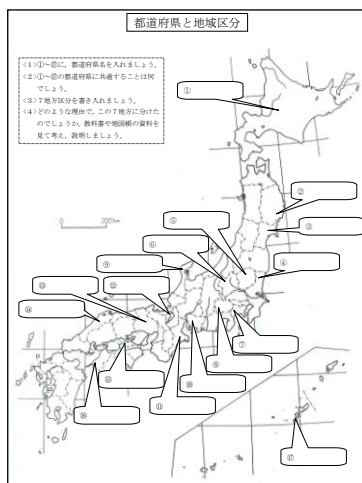 都道府県と地域区分
<1>①~⑰に、都道府県名を入れましょう。
<2>①~⑰の都道府県に共通することは何
でしょう。
<3>7地方区分を書き入れましょう。
<4>どのような理由で、この7地方に分けた
のでしょうか。教科書や地図帳の資料を
見て考え、説明しましょう。
①
②
⑤
③
⑥
0 200km
⑨
④
⑬
⑫
⑭
⑦
⑧
⑮
⑩
⑯
⑪
⑰